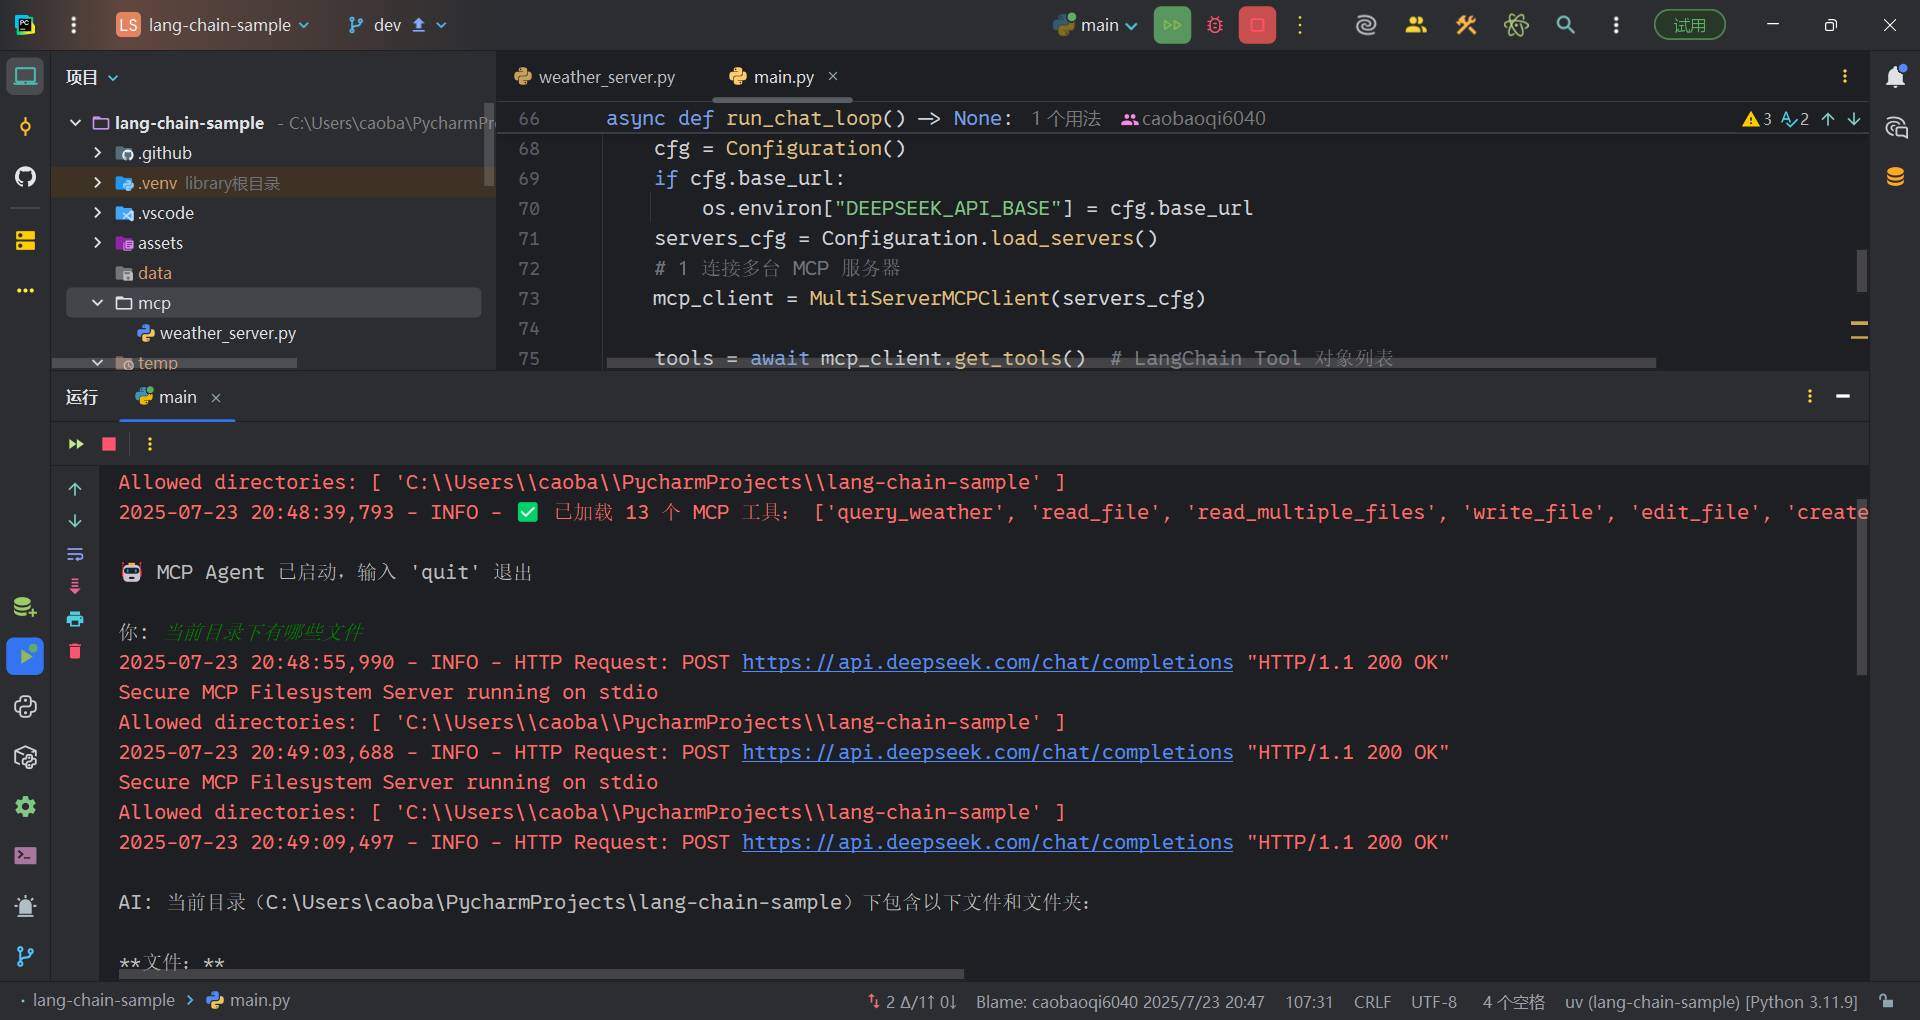 LS lang-chain-sample
dev
main
试用
项目
weather_server.py
main.py
lang-chain-sample - C:\Users\caoba\PycharmPr
.github
.venv library根目录
.vscode
assets
data
mcp
weather_server.py
temp
66 async def run_chat_loop() -> None: 1 个用法 caobaoqi6040
3 2
68 cfg = Configuration()
69 if cfg.base_url:
70 os.environ["DEEPSEEK_API_BASE"] = cfg.base_url
71 servers_cfg = Configuration.load_servers()
72 # 1 连接多台 MCP 服务器
73 mcp_client = MultiServerMCPClient(servers_cfg)
74
75 tools = await mcp_client.get_tools() # LangChain Tool 对象列表
运行
main
Allowed directories: [ 'C:\\Users\\caoba\\PycharmProjects\\lang-chain-sample' ]
2025-07-23 20:48:39,793 - INFO - ✅ 已加载 13 个 MCP 工具: ['query_weather', 'read_file', 'read_multiple_files', 'write_file', 'edit_file', 'create
🤖 MCP Agent 已启动，输入 'quit' 退出
你: 当前目录下有哪些文件
2025-07-23 20:48:55,990 - INFO - HTTP Request: POST https://api.deepseek.com/chat/completions "HTTP/1.1 200 OK"
Secure MCP Filesystem Server running on stdio
Allowed directories: [ 'C:\\Users\\caoba\\PycharmProjects\\lang-chain-sample' ]
2025-07-23 20:49:03,688 - INFO - HTTP Request: POST https://api.deepseek.com/chat/completions "HTTP/1.1 200 OK"
Secure MCP Filesystem Server running on stdio
Allowed directories: [ 'C:\\Users\\caoba\\PycharmProjects\\lang-chain-sample' ]
2025-07-23 20:49:09,497 - INFO - HTTP Request: POST https://api.deepseek.com/chat/completions "HTTP/1.1 200 OK"
AI: 当前目录（C:\Users\caoba\PycharmProjects\lang-chain-sample）下包含以下文件和文件夹：
**文件：**
lang-chain-sample > main.py
2 Δ/1↑ 0↓ Blame: caobaoqi6040 2025/7/23 20:47 107:31 CRLF UTF-8 4 个空格 uv (lang-chain-sample) [Python 3.11.9]